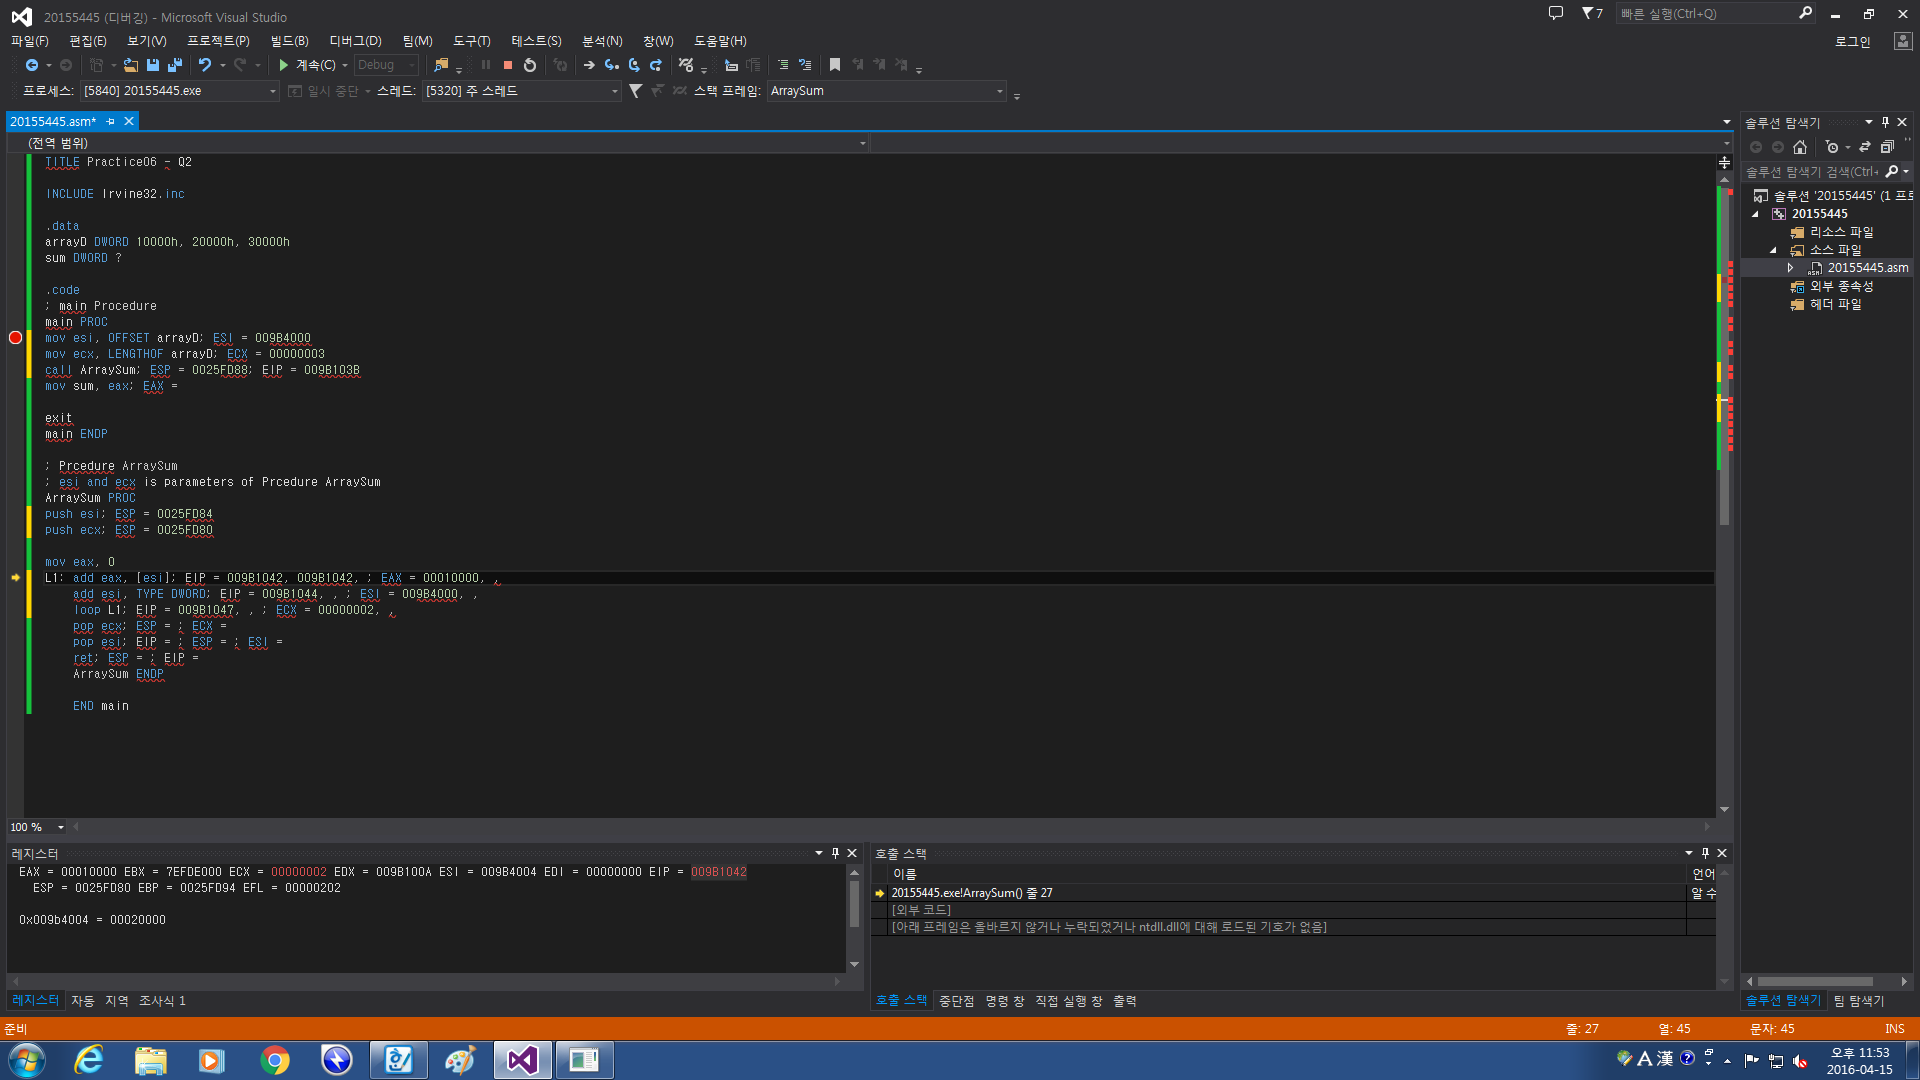 20155445 (디버깅) - Microsoft Visual Studio
7
빠른 실행(Ctrl+Q)
파일(F) 편집(E) 보기(V) 프로젝트(P) 빌드(B) 디버그(D) 팀(M) 도구(T) 테스트(S) 분석(N) 창(W) 도움말(H)
로그인
계속(C) Debug
프로세스: [5840] 20155445.exe 일시 중단 스레드: [5320] 주 스레드 스택 프레임: ArraySum
20155445.asm*
(전역 범위)
TITLE Practice06 - Q2
INCLUDE Irvine32.inc
.data
arrayD DWORD 10000h, 20000h, 30000h
sum DWORD ?
.code
; main Procedure
main PROC
mov esi, OFFSET arrayD; ESI = 009B4000
mov ecx, LENGTHOF arrayD; ECX = 00000003
call ArraySum; ESP = 0025FD88; EIP = 009B103B
mov sum, eax; EAX =
exit
main ENDP
; Prcedure ArraySum
; esi and ecx is parameters of Prcedure ArraySum
ArraySum PROC
push esi; ESP = 0025FD84
push ecx; ESP = 0025FD80
mov eax, 0
L1: add eax, [esi]; EIP = 009B1042, 009B1042, ; EAX = 00010000, ,
add esi, TYPE DWORD; EIP = 009B1044, , ; ESI = 009B4000, ,
loop L1; EIP = 009B1047, , ; ECX = 00000002, ,
pop ecx; ESP = ; ECX =
pop esi; EIP = ; ESP = ; ESI =
ret; ESP = ; EIP =
ArraySum ENDP
END main
100 %
솔루션 탐색기
솔루션 탐색기 검색(Ctrl+
솔루션 '20155445' (1 프로
20155445
리소스 파일
소스 파일
20155445.asm
외부 종속성
헤더 파일
솔루션 탐색기 팀 탐색기
레지스터
EAX = 00010000 EBX = 7EFDE000 ECX = 00000002 EDX = 009B100A ESI = 009B4004 EDI = 00000000 EIP = 009B1042
ESP = 0025FD80 EBP = 0025FD94 EFL = 00000202
0x009b4004 = 00020000
레지스터 자동 지역 조사식 1
호출 스택
이름 언어
20155445.exe!ArraySum() 줄 27 알 수
[외부 코드]
[아래 프레임은 올바르지 않거나 누락되었거나 ntdll.dll에 대해 로드된 기호가 없음]
호출 스택 중단점 명령 창 직접 실행 창 출력
준비 줄: 27 열: 45 문자: 45 INS
A 漢
오후 11:53
2016-04-15